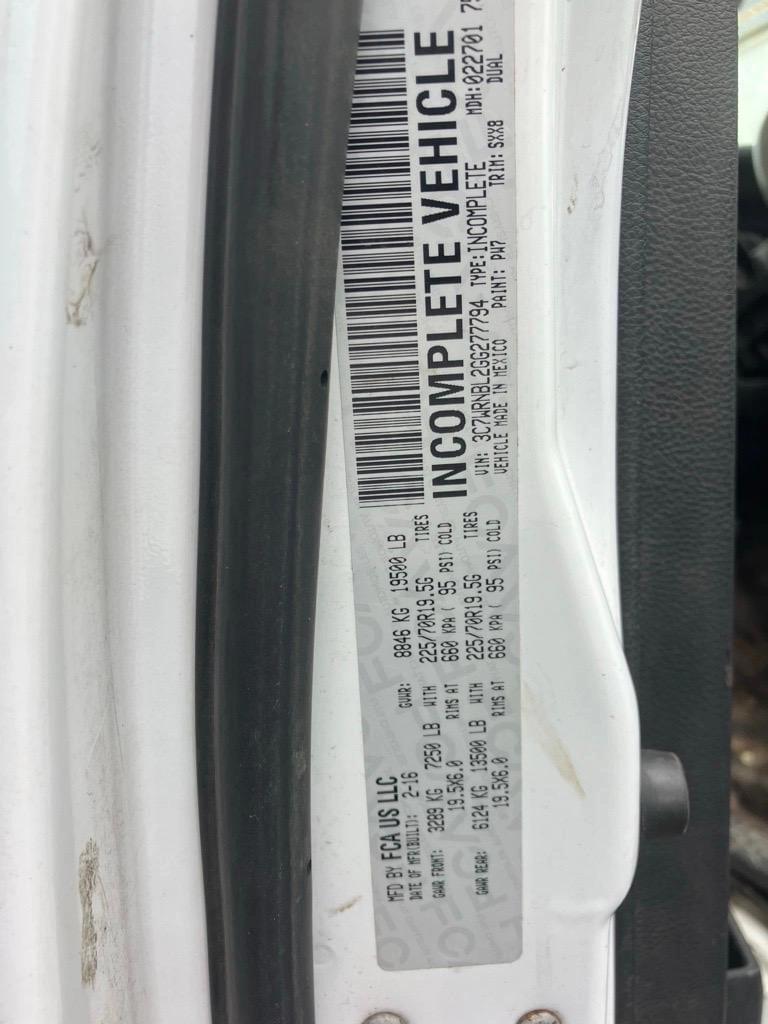 MFD BY FCA US LLC
DATE OF MFR(BUILT): 2-16 GVWR: 8846 KG 19500 LB
GAWR FRONT: 3289 KG 7250 LB WITH 225/70R19.5G TIRES
19.5X6.0 RIMS AT 660 KPA ( 95 PSI) COLD
GAWR REAR: 6124 KG 13500 LB WITH 225/70R19.5G TIRES
19.5X6.0 RIMS AT 660 KPA ( 95 PSI) COLD
INCOMPLETE VEHICLE
VIN: 3C7WRNBL2GG277794 TYPE:INCOMPLETE MDH:022701 75
VEHICLE MADE IN MEXICO PAINT: PW7 TRIM: SXX8 DUAL